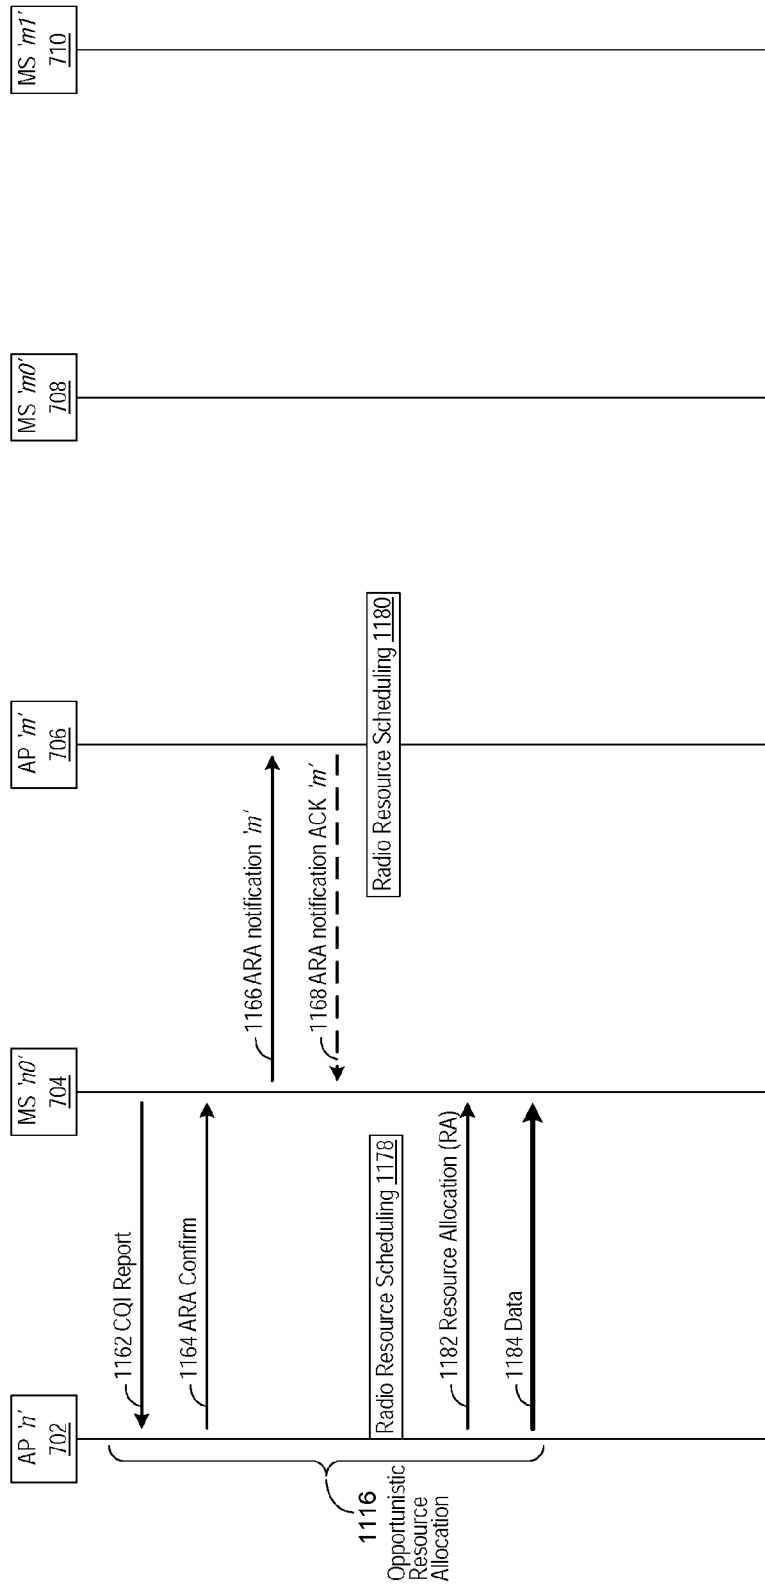 AP 'n'
702
MS 'n0'
704
AP 'm'
706
MS 'm0'
708
MS 'm1'
710
1162 CQI Report
1164 ARA Confirm
1166 ARA notification 'm'
1168 ARA notification ACK 'm'
Radio Resource Scheduling 1178
Radio Resource Scheduling 1180
1182 Resource Allocation (RA)
1184 Data
1116
Opportunistic
Resource
Allocation